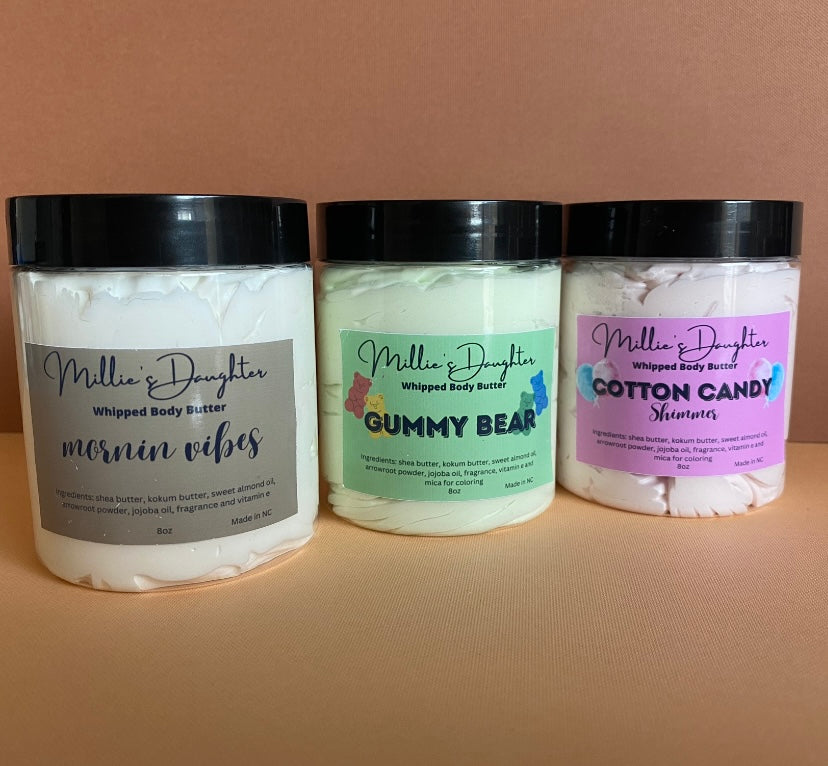 Millie's Daughter
Whipped Body Butter
mornin vibes
Ingredients: shea butter, kokum butter, sweet almond oil,
arrowroot powder, jojoba oil, fragrance and vitamin e
8oz
Made in NC
Millie's Daughter
Whipped Body Butter
GUMMY BEAR
Ingredients: shea butter, kokum butter, sweet almond oil,
arrowroot powder, jojoba oil, fragrance, vitamin e and
mica for coloring
8oz
Made in NC
Millie's Daughter
Whipped Body Butter
COTTON CANDY
Shimmer
Ingredients: shea butter, kokum butter, sweet almond oil,
arrowroot powder, jojoba oil, fragrance, vitamin e and
mica for coloring
8oz
Made in NC